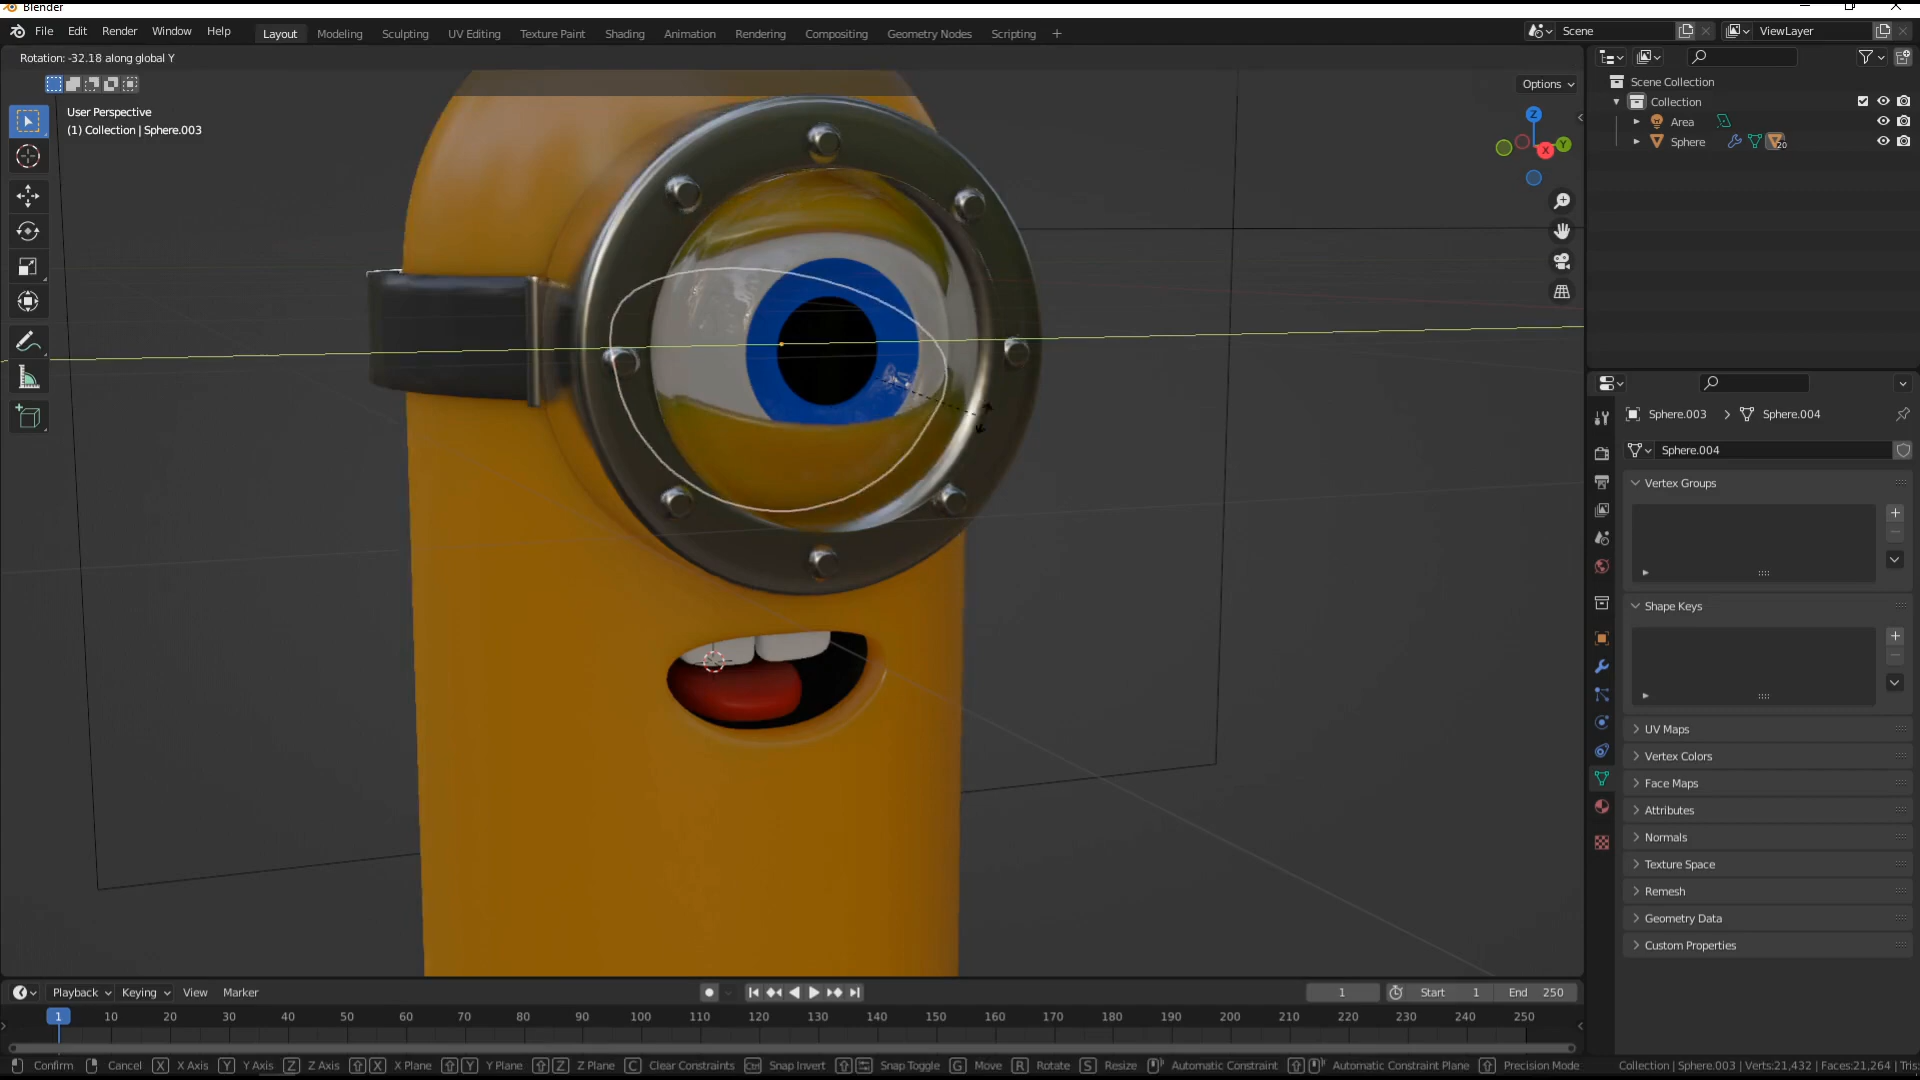 Blender
File Edit Render Window Help
Layout Modeling Sculpting UV Editing Texture Paint Shading Animation Rendering Compositing Geometry Nodes Scripting +
Scene
ViewLayer
Rotation: -32.18 along global Y
Options
User Perspective
(1) Collection | Sphere.003
Z
Y
X
Scene Collection
Collection
Area
Sphere
20
Sphere.003 > Sphere.004
Sphere.004
Vertex Groups
Shape Keys
UV Maps
Vertex Colors
Face Maps
Attributes
Normals
Texture Space
Remesh
Geometry Data
Custom Properties
Playback Keying View Marker
1 Start 1 End 250
1 10 20 30 40 50 60 70 80 90 100 110 120 130 140 150 160 170 180 190 200 210 220 230 240 250
Confirm Cancel X X Axis Y Y Axis Z Z Axis X X Plane Y Y Plane Z Z Plane C Clear Constraints Ctrl Snap Invert Snap Toggle G Move R Rotate S Resize Automatic Constraint Automatic Constraint Plane Precision Mode
Collection | Sphere.003 | Verts:21,432 | Faces:21,264 | Tris: